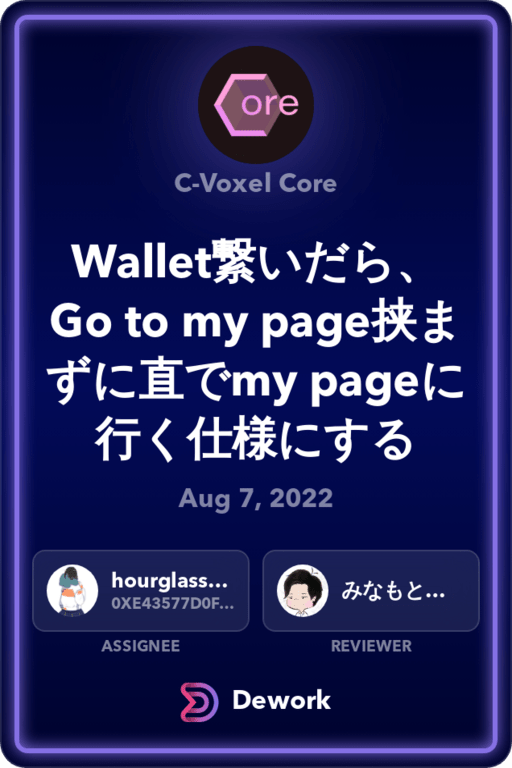 ore
C-Voxel Core
Wallet繋いだら、
Go to my page挟ま
ずに直でmy pageに
行く仕様にする
Aug 7, 2022
hourglass...
0XE43577D0F...
ASSIGNEE
みなもと...
REVIEWER
Dework